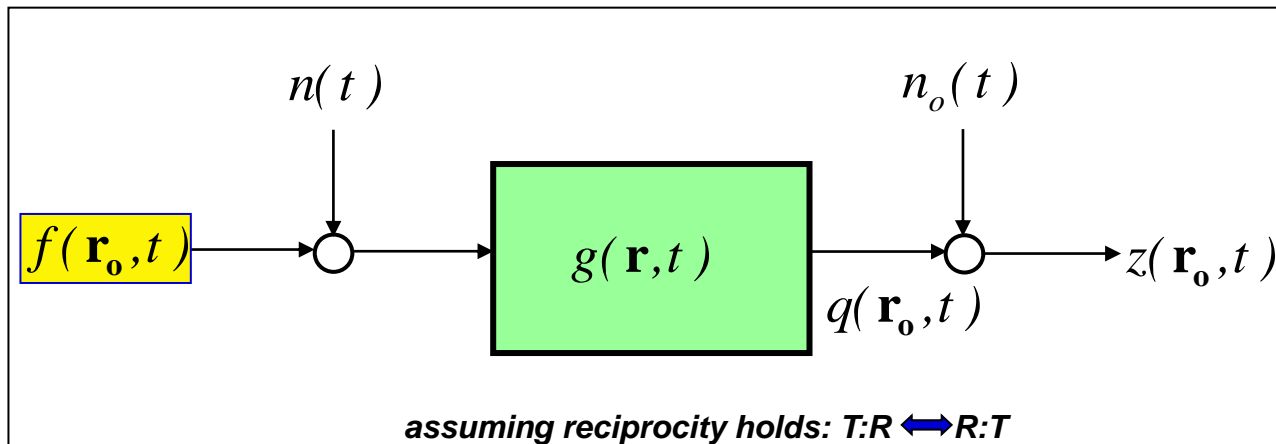 n(t)
n_o(t)
f(r_o,t)
g(r,t)
z(r_o,t)
q(r_o,t)
assuming reciprocity holds: T:R ⟺ R:T